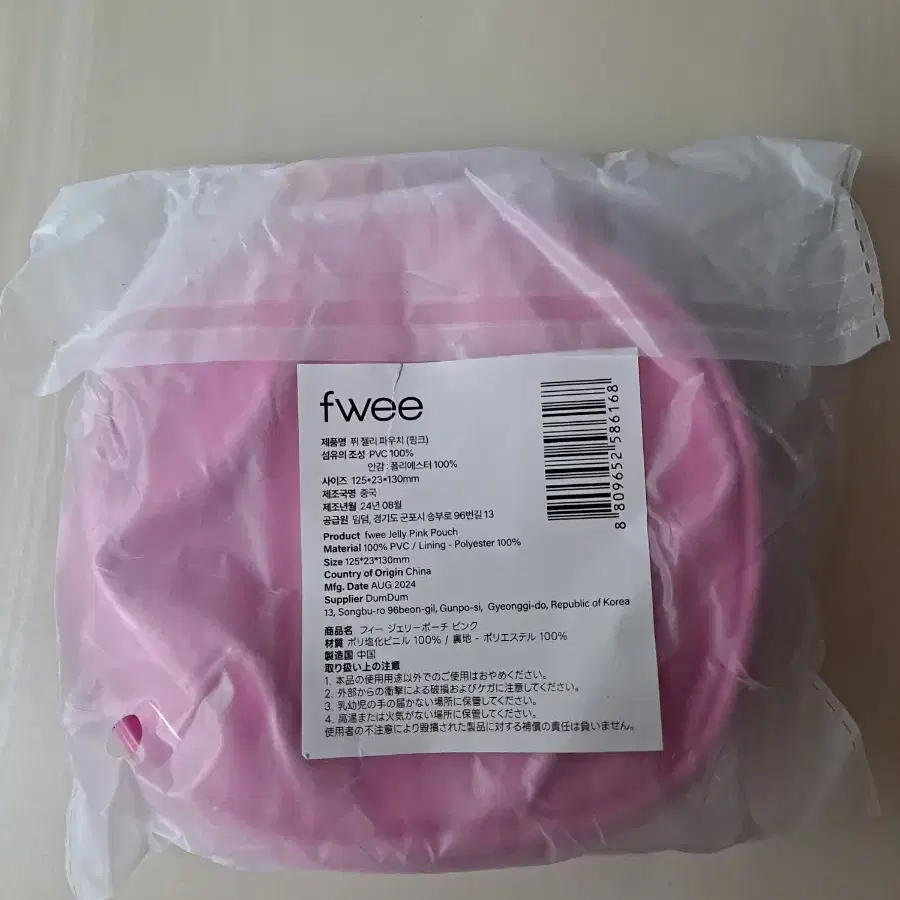 fwee
제품명 퓌 젤리 파우치 (핑크)
섬유의 조성 PVC 100%
안감 : 폴리에스터 100%
사이즈 125*23*130mm
제조국명 중국
제조년월 24년 08월
공급원 덤덤, 경기도 군포시 송부로 96번길 13
Product fwee Jelly Pink Pouch
Material 100% PVC / Lining - Polyester 100%
Size 125*23*130mm
Country of Origin China
Mfg. Date AUG 2024
Supplier DumDum
13, Songbu-ro 96beon-gil, Gunpo-si, Gyeonggi-do, Republic of Korea
商品名 フィー ジェリーポーチ ピンク
材質 ポリ塩化ビニル 100% / 裏地 - ポリエステル 100%
製造国 中国
取り扱い上の注意
1. 本品の使用用途以外でのご使用はおやめください。
2. 外部からの衝撃による破損およびケガに注意してください。
3. 乳幼児の手の届かない場所に保管してください。
4. 高温または火気がない場所に保管してください。
使用者の不注意により毀損された製品に対する補償の責任は負いません。
8 809652 586168